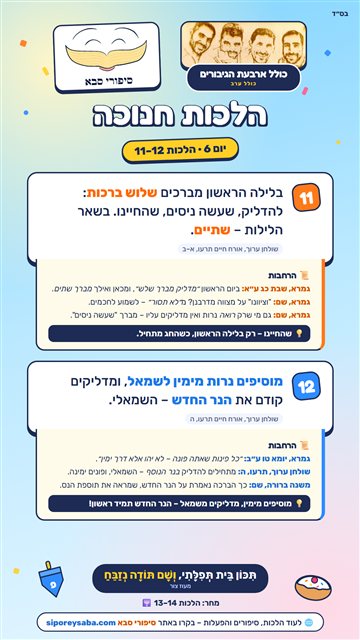 בס"ד
סיפורי סבא
כולל ארבעת הגיבורים
כולל ערב
הלכות חנוכה
יום 6 • הלכות 11-12
11
בלילה הראשון מברכים שלוש ברכות:
להדליק, שעשה ניסים, שהחיינו. בשאר
הלילות – שתיים.
שולחן ערוך, אורח חיים תרעו, א-ב
הרחבות
גמרא, שבת כג ע"א: ביום הראשון "מדליק מברך שלש", ומכאן ואילך מברך שתים.
גמרא, שם: "וציוונו" על מצווה מדרבנן? מ"לא תסור" – לשמוע לחכמים.
גמרא, שם: גם מי שרק רואה נרות ואין מדליקים עליו – מברך "שעשה ניסים".
שהחיינו – רק בלילה הראשון, כשהחג מתחיל.
12
מוסיפים נרות מימין לשמאל, ומדליקים
קודם את הנר החדש – השמאלי.
שולחן ערוך, אורח חיים תרעו, ה
הרחבות
גמרא, יומא טו ע"ב: "כל פינות שאתה פונה – לא יהו אלא דרך ימין".
שולחן ערוך, תרעו, ה: מתחילים להדליק בנר הנוסף – השמאלי, ופונים ימינה.
משנה ברורה, שם: כך הברכה נאמרת על הנר החדש, שמראה את תוספת הנס.
מוסיפים מימין, מדליקים משמאל – הנר החדש תמיד ראשון!
תִּכּוֹן בֵּית תְּפִלָּתִי, וְשָׁם תּוֹדָה נְזַבֵּחַ
מעוז צור
מחר: הלכות 13-14
לעוד הלכות, סיפורים והפעלות – בקרו באתר סיפורי סבא siporeysaba.com